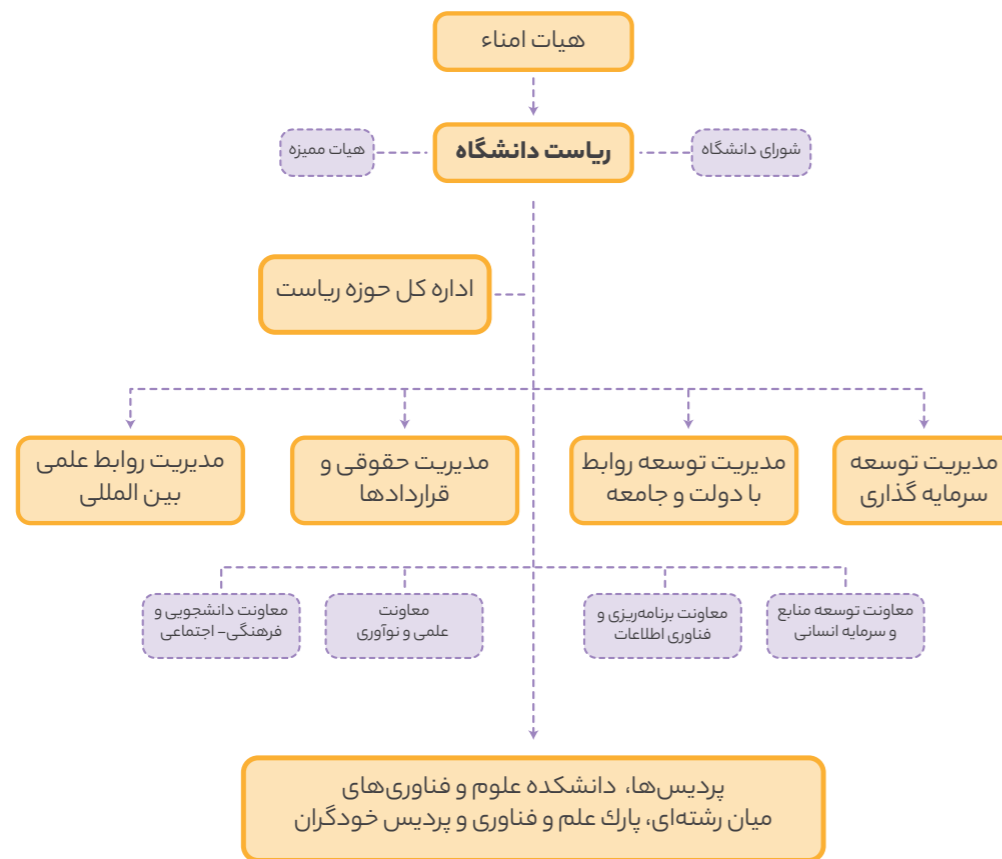 هیات امناء
شورای دانشگاه
ریاست دانشگاه
هیات ممیزه
اداره کل حوزه ریاست
مدیریت توسعه
سرمایه گذاری
مدیریت توسعه روابط
با دولت و جامعه
مدیریت حقوقی و
قراردادها
مدیریت روابط علمی
بین المللی
معاونت توسعه منابع
و سرمایه انسانی
معاونت برنامه‌ریزی و
فناوری اطلاعات
معاونت
علمی و نوآوری
معاونت دانشجویی و
فرهنگی- اجتماعی
پردیس‌ها، دانشکده علوم و فناوری‌های
میان رشته‌ای، پارك علم و فناوری و پردیس خودگران